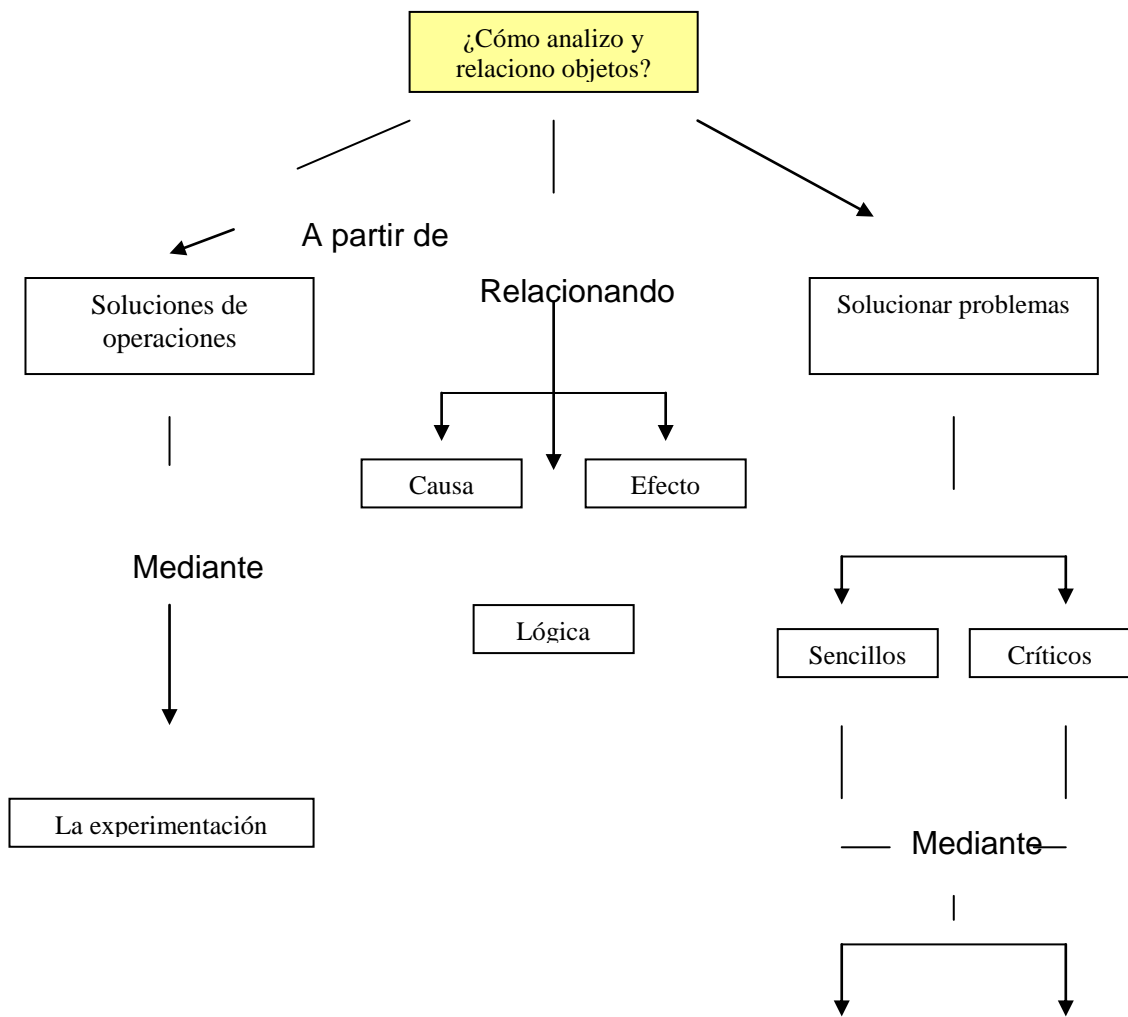 ¿Cómo analizo y
relaciono objetos?
A partir de
Relacionando
Soluciones de
operaciones
Solucionar problemas
Causa
Efecto
Mediante
Lógica
Sencillos
Críticos
La experimentación
Mediante